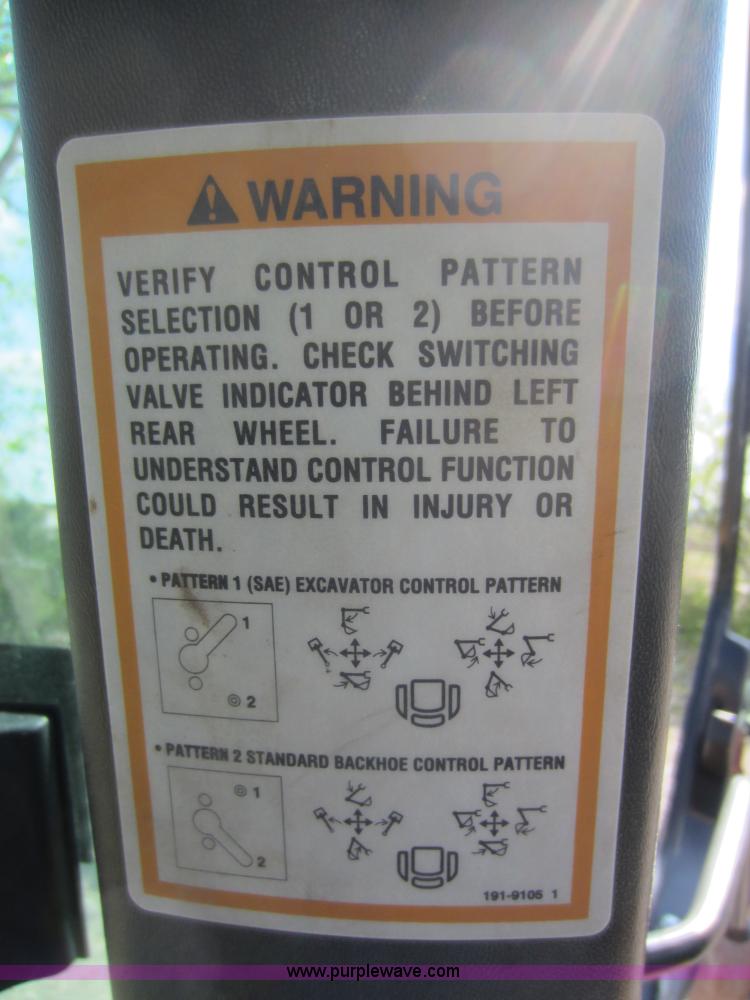 WARNING
VERIFY CONTROL PATTERN
SELECTION (1 OR 2) BEFORE
OPERATING. CHECK SWITCHING
VALVE INDICATOR BEHIND LEFT
REAR WHEEL. FAILURE TO
UNDERSTAND CONTROL FUNCTION
COULD RESULT IN INJURY OR
DEATH.
• PATTERN 1 (SAE) EXCAVATOR CONTROL PATTERN
1
2
• PATTERN 2 STANDARD BACKHOE CONTROL PATTERN
1
2
191-9105 1
www.purplewave.com